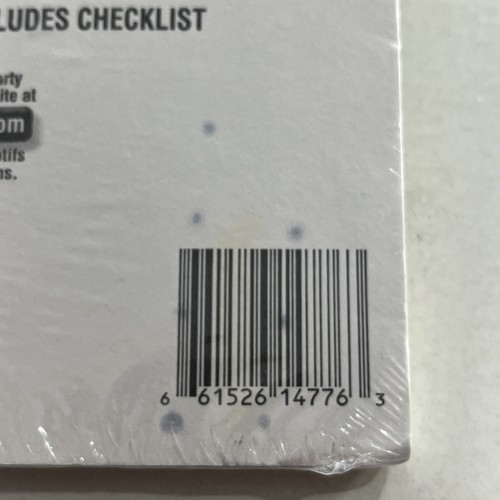 LUDES CHECKLIST
arty
ite at
om
otifs
ns.
6 61526 14776 3